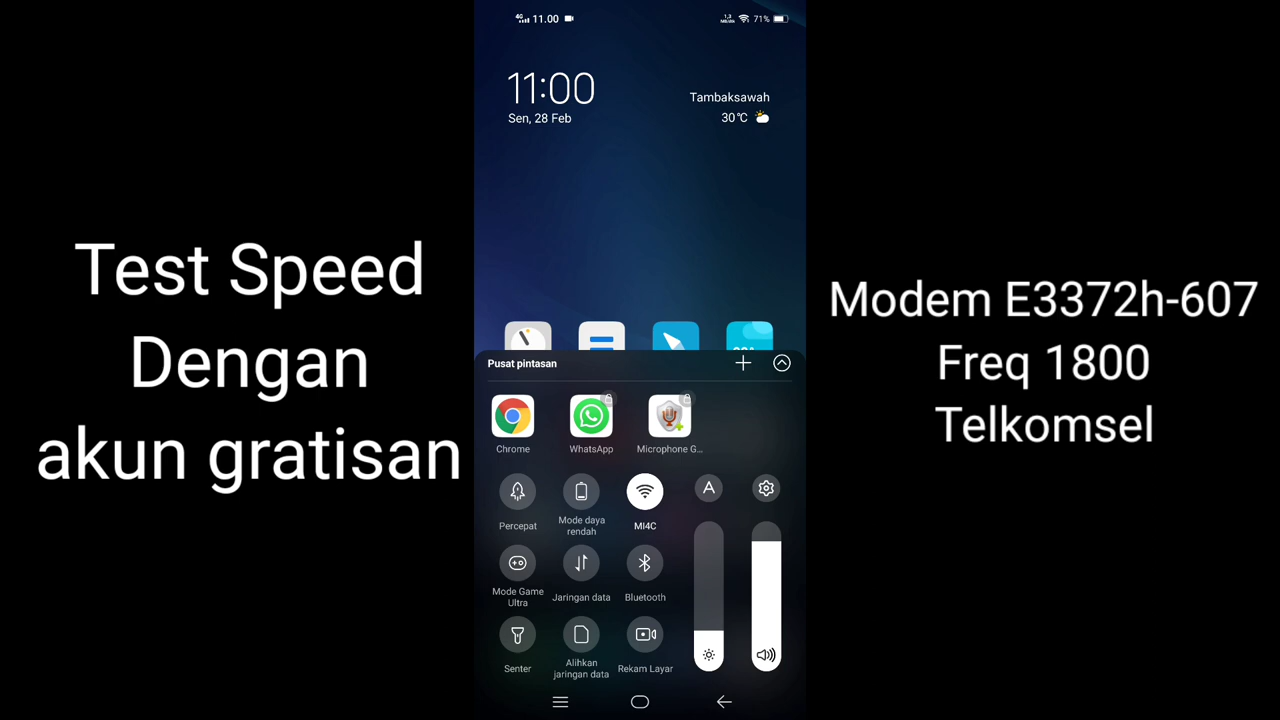 Test Speed
Dengan
akun gratisan
4G 11.00
71%
11:00
Sen, 28 Feb
Tambaksawah
30°C
Pusat pintasan
Chrome
WhatsApp
Microphone G...
Percepat
Mode daya
rendah
MI4C
A
Mode Game
Ultra
Jaringan data
Bluetooth
Senter
Alihkan
jaringan data
Rekam Layar
Modem E3372h-607
Freq 1800
Telkomsel